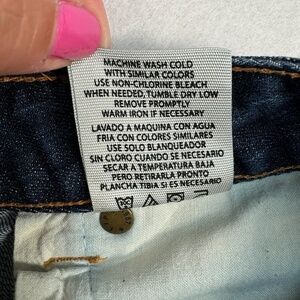 MACHINE WASH COLD
WITH SIMILAR COLORS
USE NON-CHLORINE BLEACH
WHEN NEEDED, TUMBLE DRY LOW
REMOVE PROMPTLY
WARM IRON IF NECESSARY
LAVADO A MAQUINA CON AGUA
FRIA CON COLORES SIMILARES
USE SOLO BLANQUEADOR
SIN CLORO CUANDO SE NECESARIO
SECAR A TEMPERATURA BAJA
PERO RETIRARLA PRONTO
PLANCHA TIBIA SI ES NECESARIO